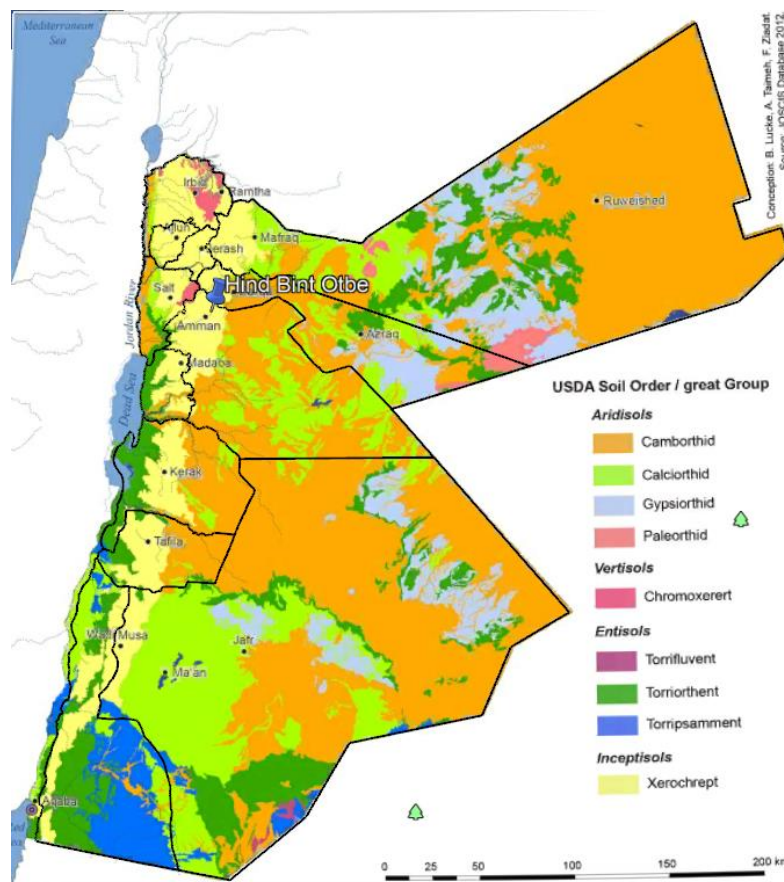 Mediterranean
Sea
Conception: B. Lucke, A. Taimeh, F. Ziadat.
Source: JOSCIS Database 2012
Irbid
Ramtha
Ruweished
Ajlun
Jerash
Mafraq
Hind Bint Otbe
Salt
Amman
Azraq
Jordan River
Madaba
Dead Sea
Kerak
Tafila
Wadi Musa
Jafr
Ma'an
Aqaba
USDA Soil Order / great Group
Aridisols
Camborthid
Calciorthid
Gypsiorthid
Paleorthid
Vertisols
Chromoxerert
Entisols
Torrifluvent
Torriorthent
Torripsamment
Inceptisols
Xerochrept
0 25 50 100 150 200 km